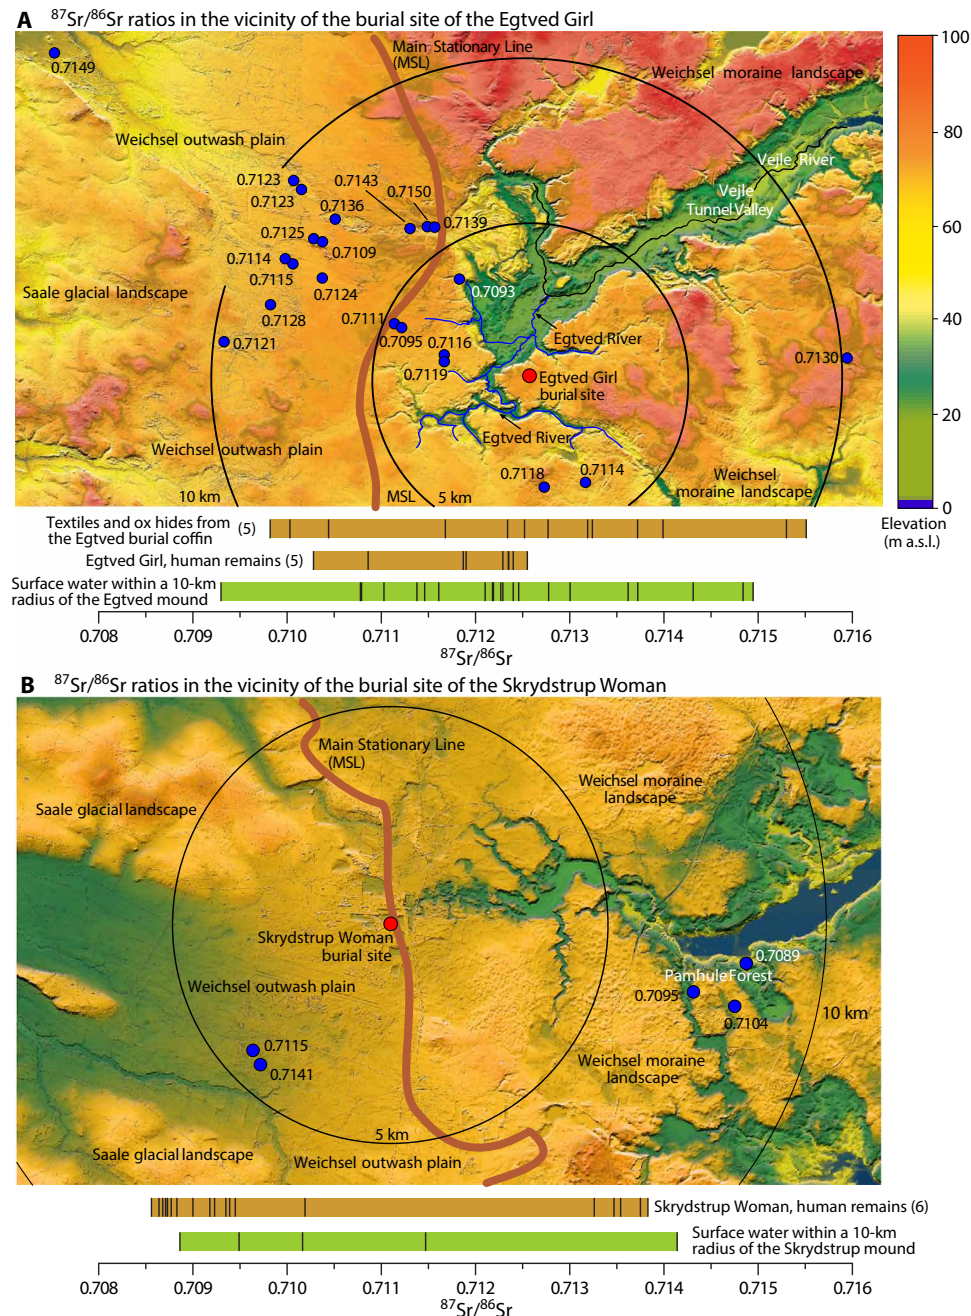 A ⁸⁷Sr/⁸⁶Sr ratios in the vicinity of the burial site of the Egtved Girl
0.7149
Main Stationary Line
(MSL)
Weichsel moraine landscape
Weichsel outwash plain
Vejle River
Vejle
Tunnel Valley
0.7123
0.7123
0.7143
0.7150
0.7136
0.7139
0.7125
0.7109
0.7114
0.7115
0.7124
0.7093
Saale glacial landscape
0.7128
0.7111
0.7121
0.7095
0.7116
0.7119
Egtved River
0.7130
Egtved Girl
burial site
Egtved River
Weichsel outwash plain
0.7118
0.7114
Weichsel
moraine landscape
10 km
MSL
5 km
100
80
60
40
20
0
Elevation
(m a.s.l.)
Textiles and ox hides from
the Egtved burial coffin
(5)
Egtved Girl, human remains (5)
Surface water within a 10-km
radius of the Egtved mound
0.708 0.709 0.710 0.711 0.712 0.713 0.714 0.715 0.716
⁸⁷Sr/⁸⁶Sr
B ⁸⁷Sr/⁸⁶Sr ratios in the vicinity of the burial site of the Skrydstrup Woman
Main Stationary Line
(MSL)
Weichsel moraine
landscape
Saale glacial landscape
Skrydstrup Woman
burial site
0.7089
Pamhule Forest
Weichsel outwash plain
0.7095
0.7104
10 km
0.7115
0.7141
Weichsel moraine
landscape
5 km
Saale glacial landscape
Weichsel outwash plain
Skrydstrup Woman, human remains (6)
Surface water within a 10-km
radius of the Skrydstrup mound
0.708 0.709 0.710 0.711 0.712 0.713 0.714 0.715 0.716
⁸⁷Sr/⁸⁶Sr